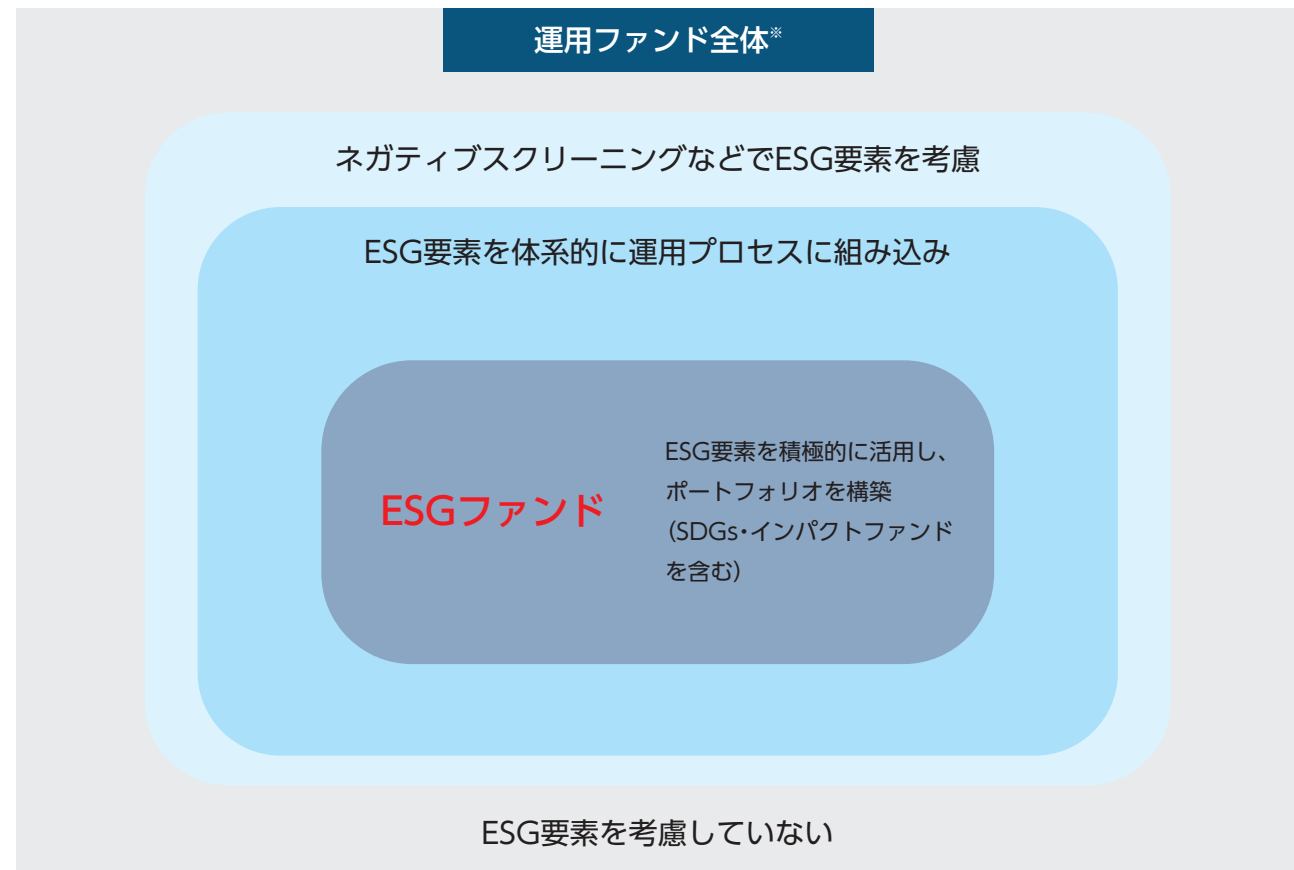 運用ファンド全体※
ネガティブスクリーニングなどでESG要素を考慮
ESG要素を体系的に運用プロセスに組み込み
ESGファンド
ESG要素を積極的に活用し、
ポートフォリオを構築
(SDGs・インパクトファンド
を含む)
ESG要素を考慮していない